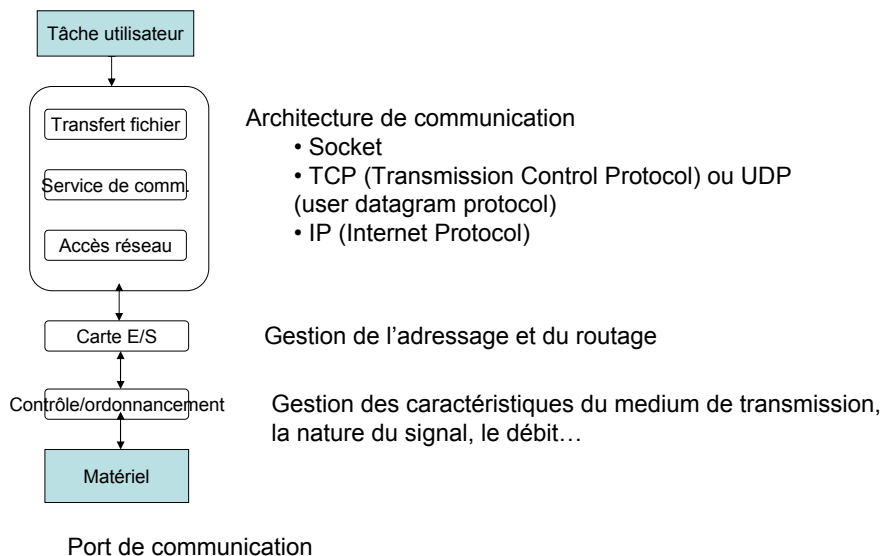 Tâche utilisateur
Transfert fichier
Service de comm.
Accès réseau
Architecture de communication
• Socket
• TCP (Transmission Control Protocol) ou UDP
(user datagram protocol)
• IP (Internet Protocol)
Carte E/S
Gestion de l’adressage et du routage
Contrôle/ordonnancement
Gestion des caractéristiques du medium de transmission,
la nature du signal, le débit…
Matériel
Port de communication